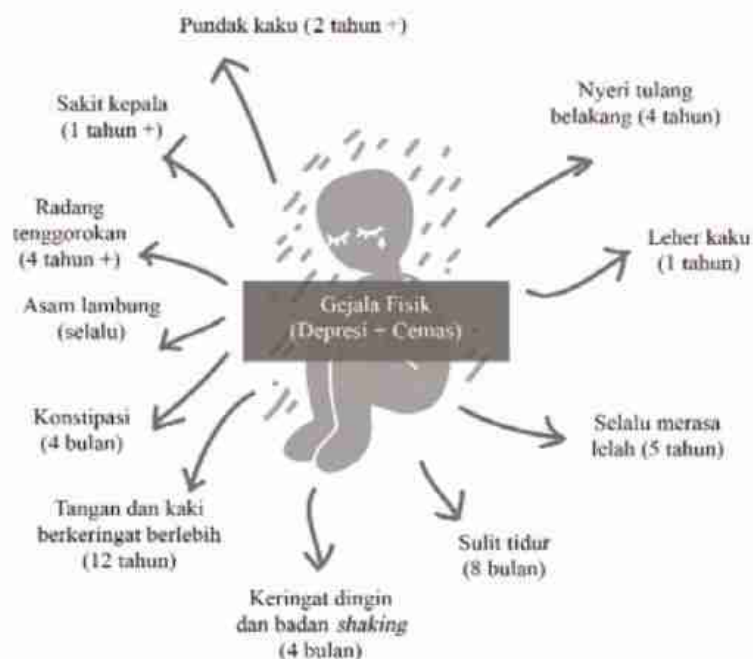 Pundak kaku (2 tahun +)
Sakit kepala
(1 tahun +)
Nyeri tulang
belakang (4 tahun)
Radang
tenggorokan
(4 tahun +)
Leher kaku
(1 tahun)
Gejala Fisik
(Depresi + Cemas)
Asam lambung
(selalu)
Konstipasi
(4 bulan)
Selalu merasa
lelah (5 tahun)
Tangan dan kaki
berkeringat berlebih
(12 tahun)
Sulit tidur
(8 bulan)
Keringat dingin
dan badan shaking
(4 bulan)